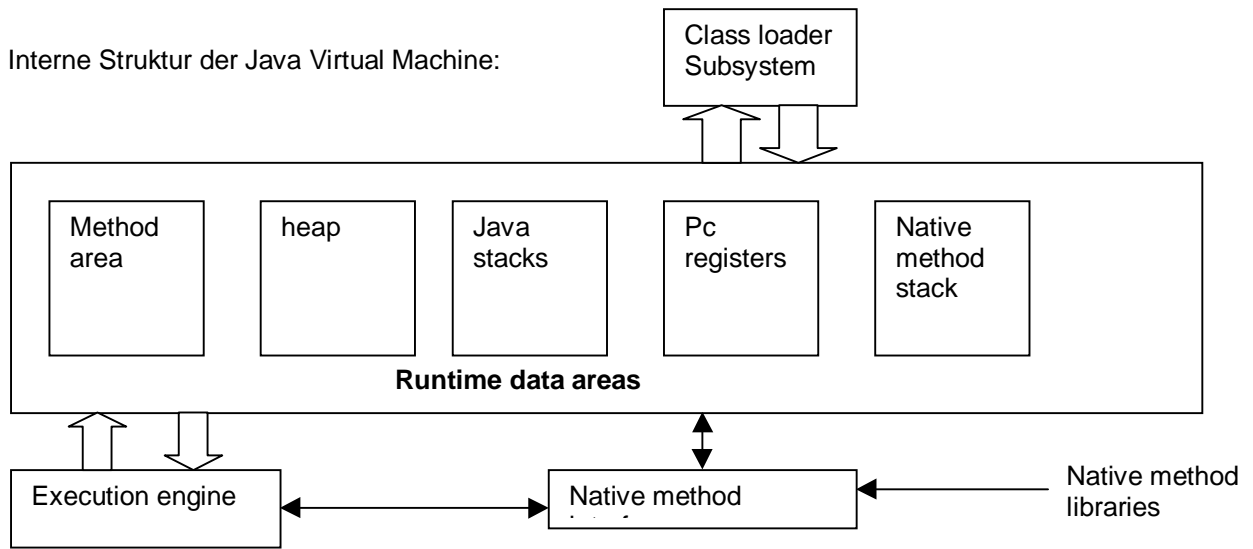 Class loader
Subsystem
Interne Struktur der Java Virtual Machine:
Method
area
heap
Java
stacks
Pc
registers
Native
method
stack
Runtime data areas
Execution engine
Native method
Native method
libraries